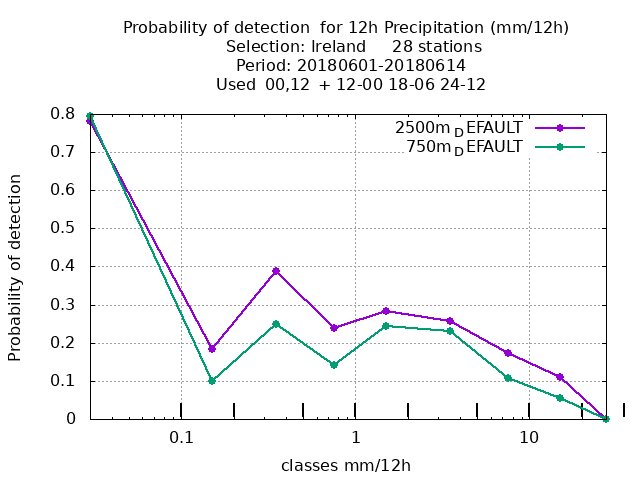 Probability of detection  for 12h Precipitation (mm/12h)
Selection: Ireland     28 stations
Period: 20180601-20180614
Used  00,12  + 12-00 18-06 24-12
2500m_DEFAULT
750m_DEFAULT
Probability of detection
0.8
0.7
0.6
0.5
0.4
0.3
0.2
0.1
0
0.1 1 10
classes mm/12h